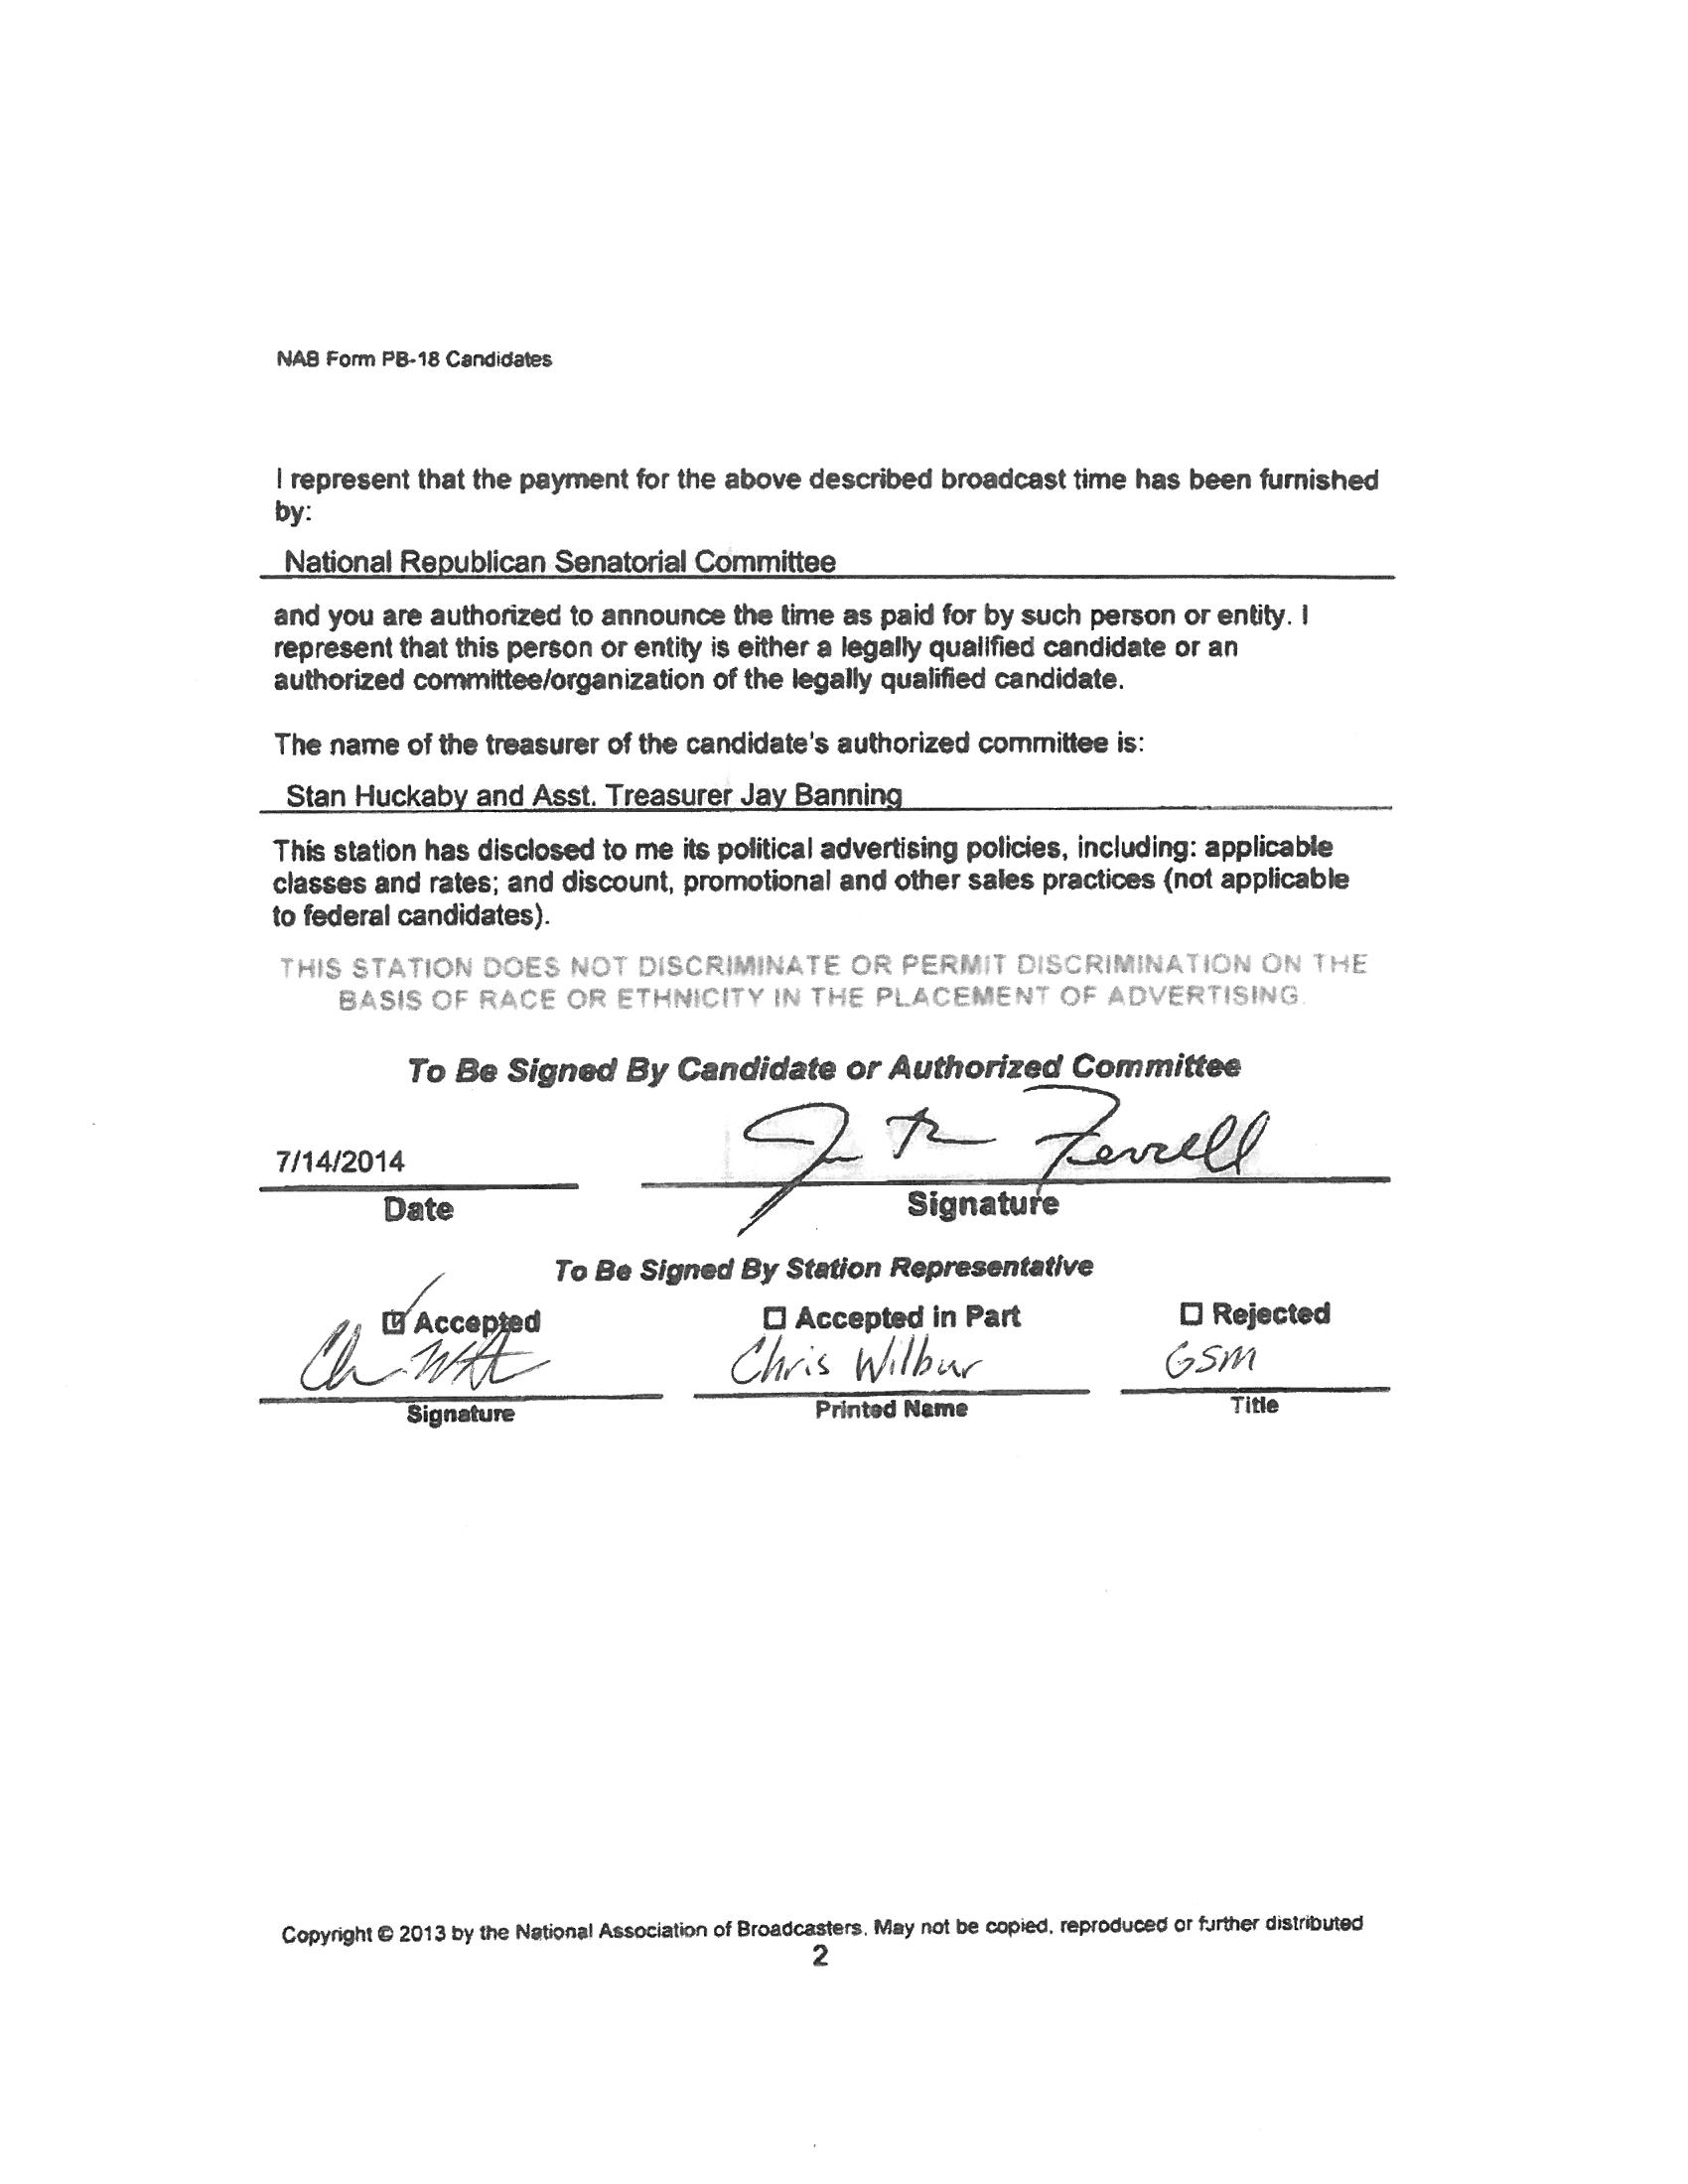 NAB Form PB-18 Candidates
I represent that the payment for the above described broadcast time has been furnished
by:
National Republican Senatorial Committee
and you are authorized to announce the time as paid for by such person or entity. I
represent that this person or entity is either a legally qualified candidate or an
authorized committee/organization of the legally qualified candidate.
The name of the treasurer of the candidate's authorized committee is:
Stan Huckaby and Asst. Treasurer Jay Banning
This station has disclosed to me its political advertising policies, including: applicable
classes and rates; and discount, promotional and other sales practices (not applicable
to federal candidates).
THIS STATION DOES NOT DISCRIMINATE OR PERMIT DISCRIMINATION ON THE
BASIS OF RACE OR ETHNICITY IN THE PLACEMENT OF ADVERTISING.
To Be Signed By Candidate or Authorized Committee
Ferrell
7/14/2014
Date Signature
To Be Signed By Station Representative
Accepted Accepted in Part Rejected
Chris Wilbur GSM
Signature Printed Name Title
Copyright © 2013 by the National Association of Broadcasters. May not be copied, reproduced or further distributed
2